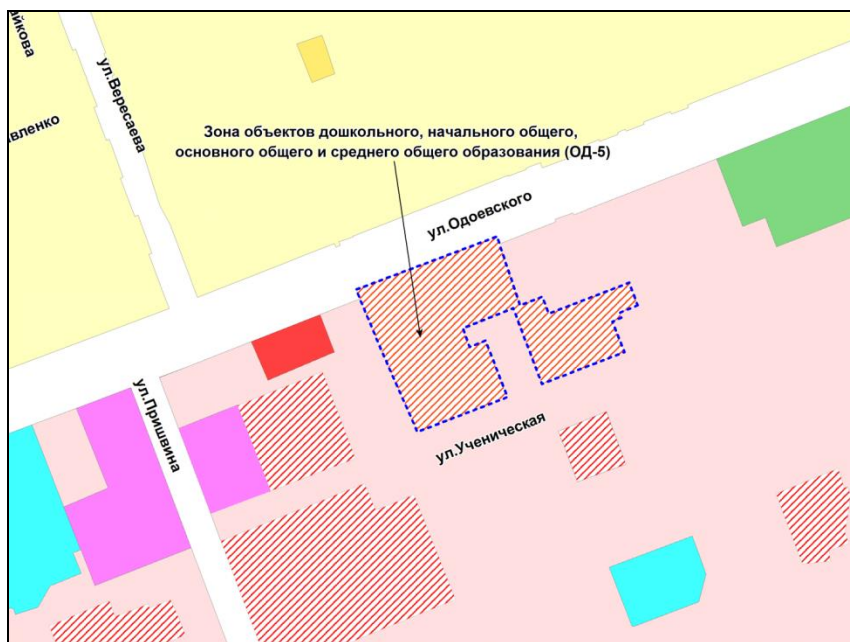 ул.Вересаева
Зона объектов дошкольного, начального общего,
основного общего и среднего общего образования (ОД-5)
ул.Одоевского
ул.Пришвина
ул.Ученическая